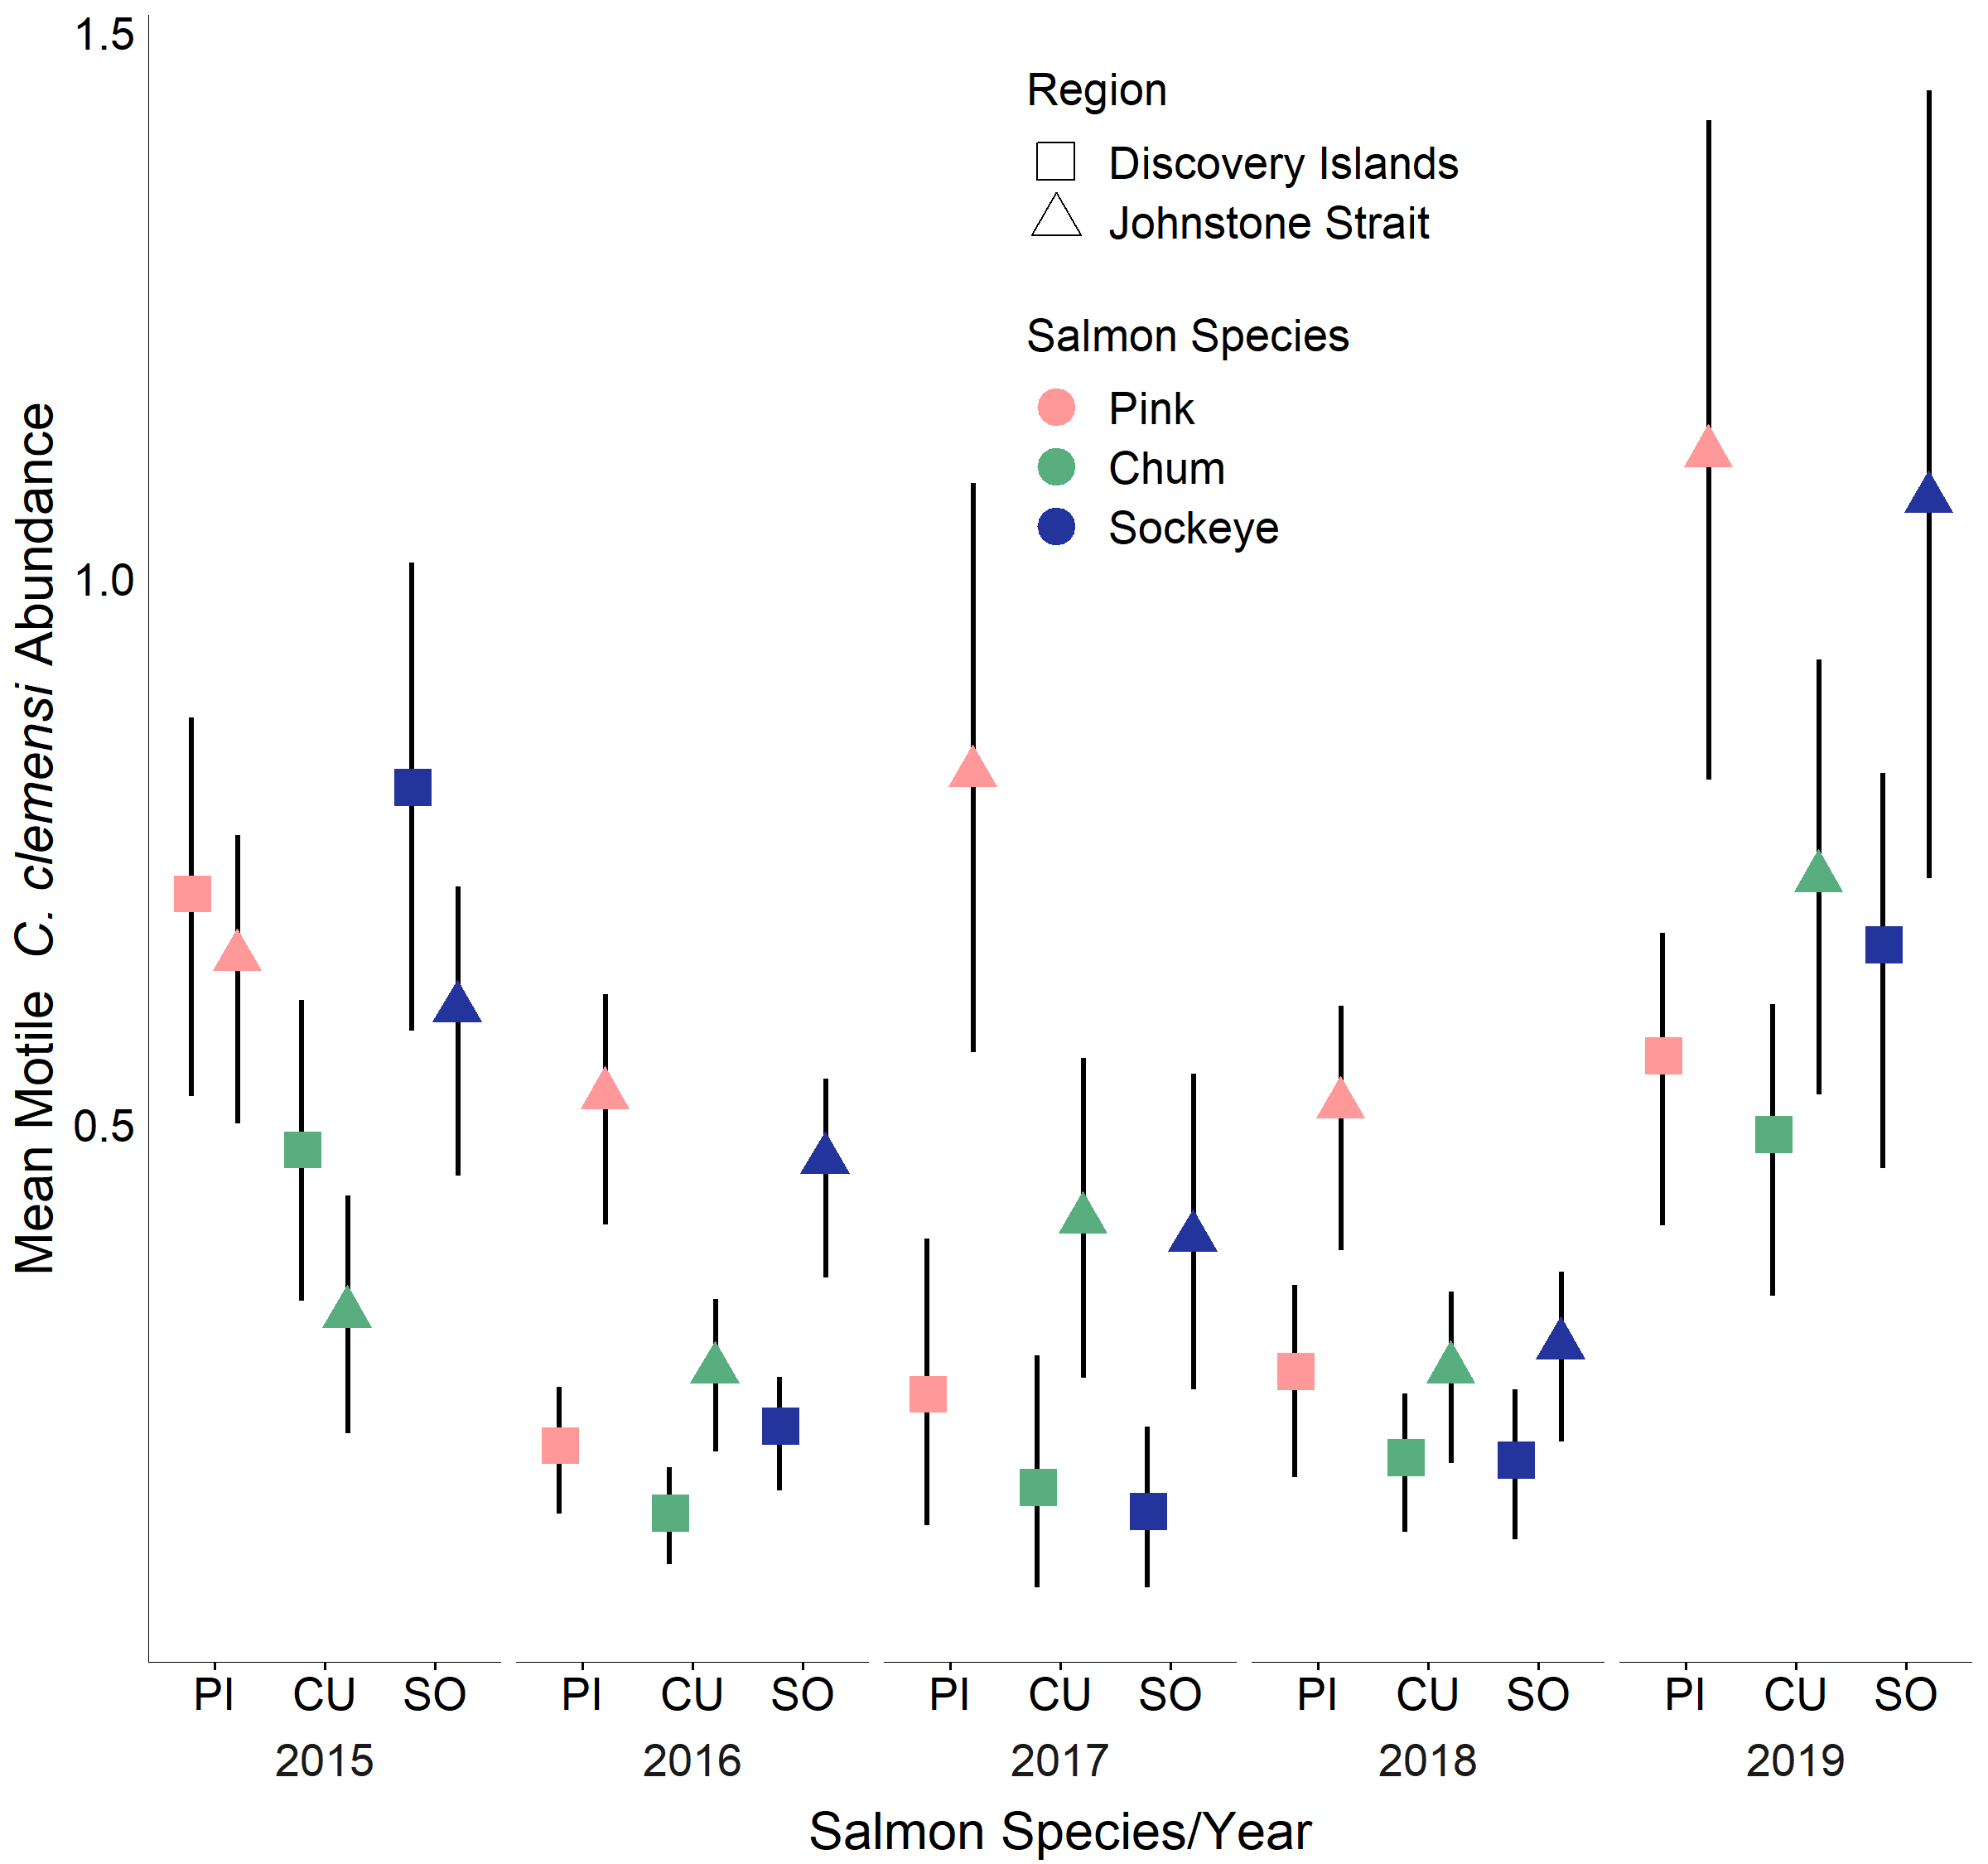 1.5
1.0
0.5
Mean Motile C. clemensi Abundance
Region
Discovery Islands
Johnstone Strait
Salmon Species
Pink
Chum
Sockeye
PI CU SO PI CU SO PI CU SO PI CU SO PI CU SO
2015 2016 2017 2018 2019
Salmon Species/Year